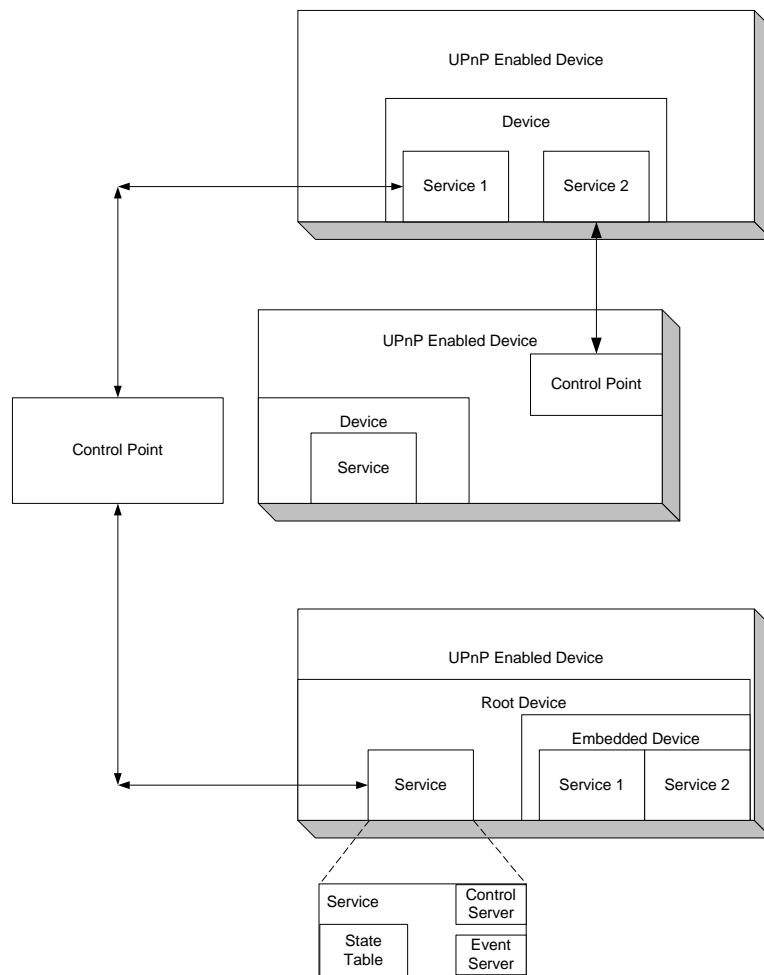 UPnP Enabled Device
Device
Service 1
Service 2
UPnP Enabled Device
Control Point
Device
Service
Control Point
UPnP Enabled Device
Root Device
Embedded Device
Service
Service 1
Service 2
Service
Control
Server
State
Table
Event
Server